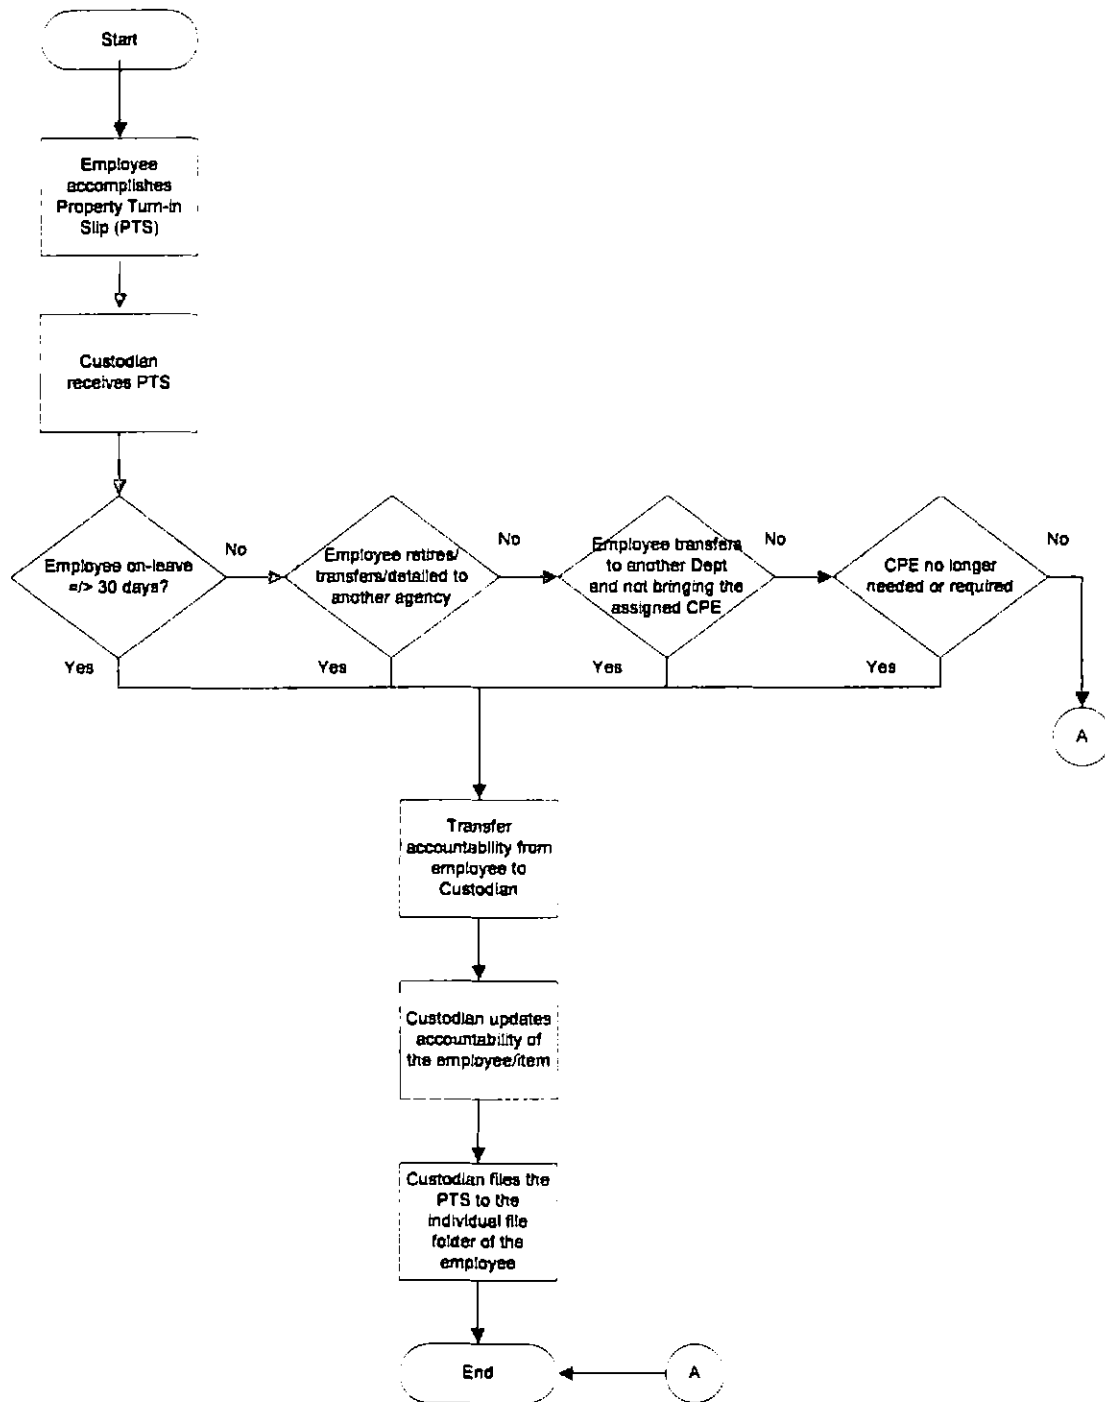 Start
Employee
accomplishes
Property Turn-in
Slip (PTS)
Custodian
receives PTS
Employee on-leave
=/> 30 days?
No
Yes
Employee retires/
transfers/detailed to
another agency
No
Yes
Employee transfers
to another Dept
and not bringing the
assigned CPE
No
Yes
CPE no longer
needed or required
No
Yes
A
Transfer
accountability from
employee to
Custodian
Custodian updates
accountability of
the employee/item
Custodian files the
PTS to the
individual file
folder of the
employee
End
A